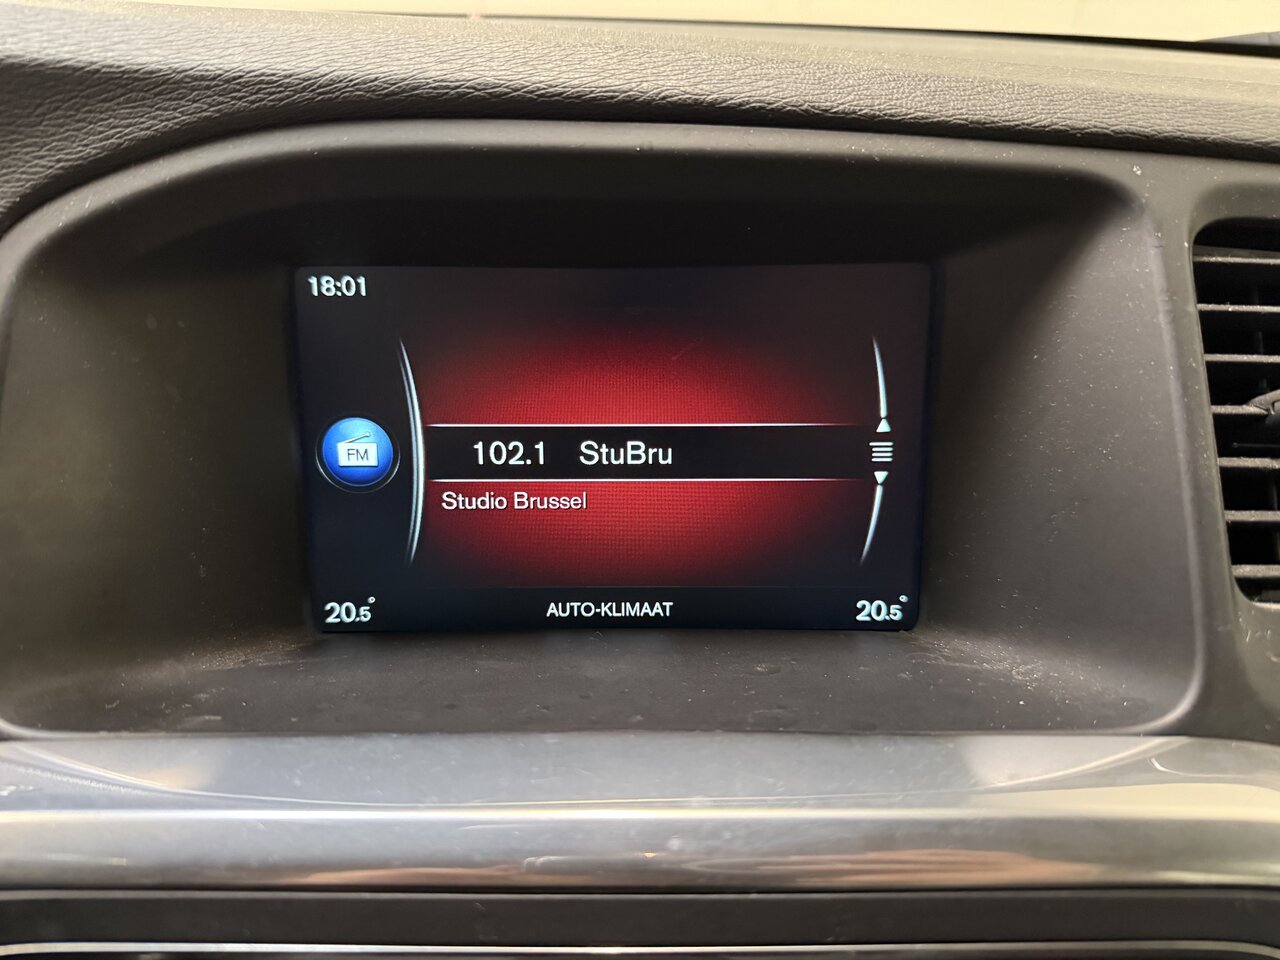 18:01
FM
102.1 StuBru
Studio Brussel
20.5° AUTO-KLIMAAT 20.5°